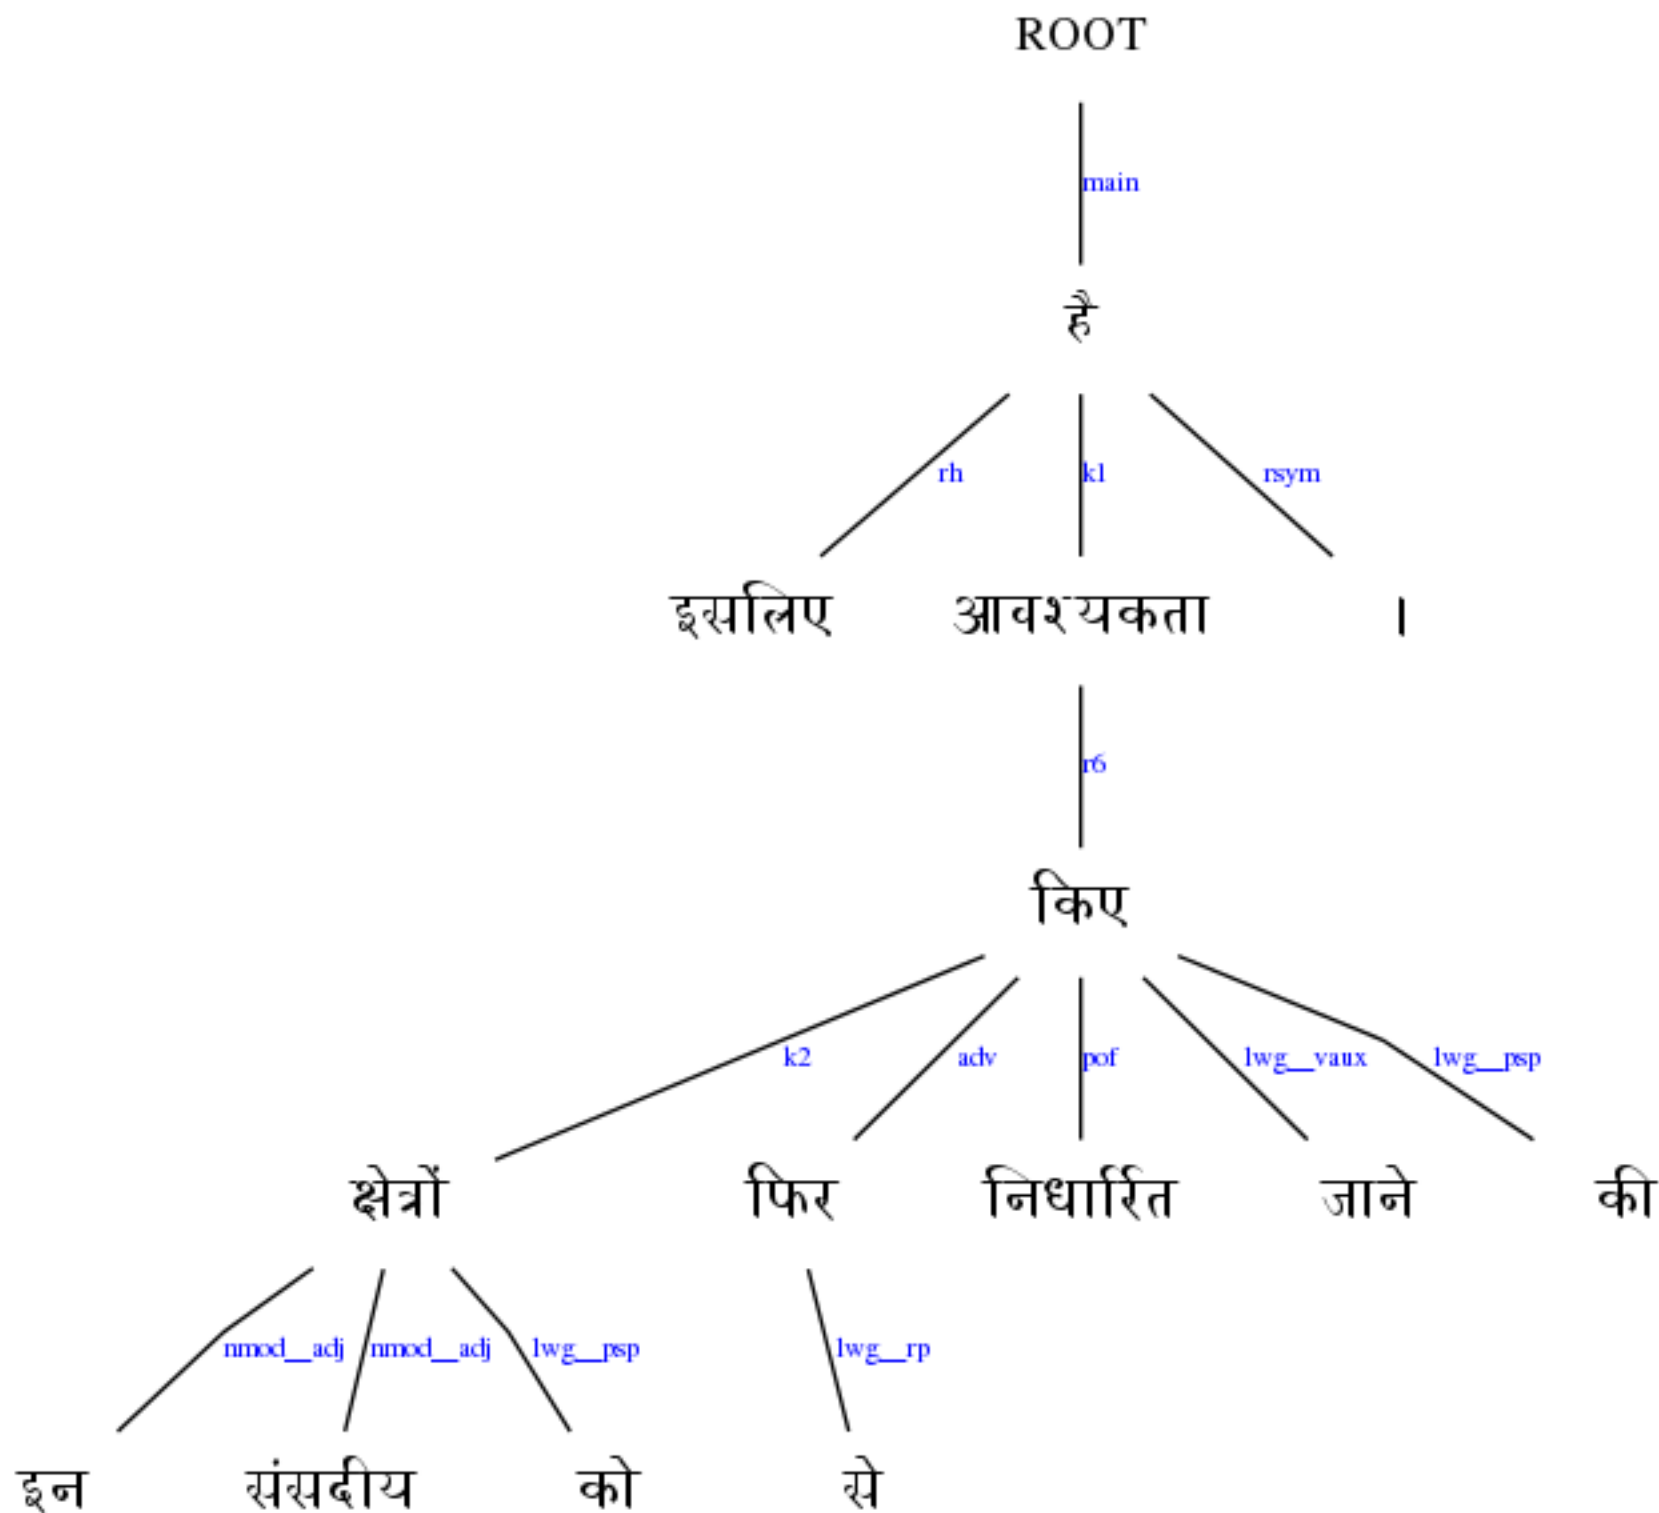 ROOT
main
है
rh k1 rsym
इसलिए आवश्यकता ।
r6
किए
k2 adv pof lwg__vaux lwg__psp
क्षेत्रों फिर निर्धारित जाने की
nmod__adj nmod__adj lwg__psp lwg__rp
इन संसदीय को से